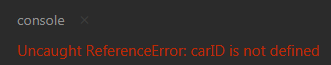 console ×
Uncaught ReferenceError: carID is not defined